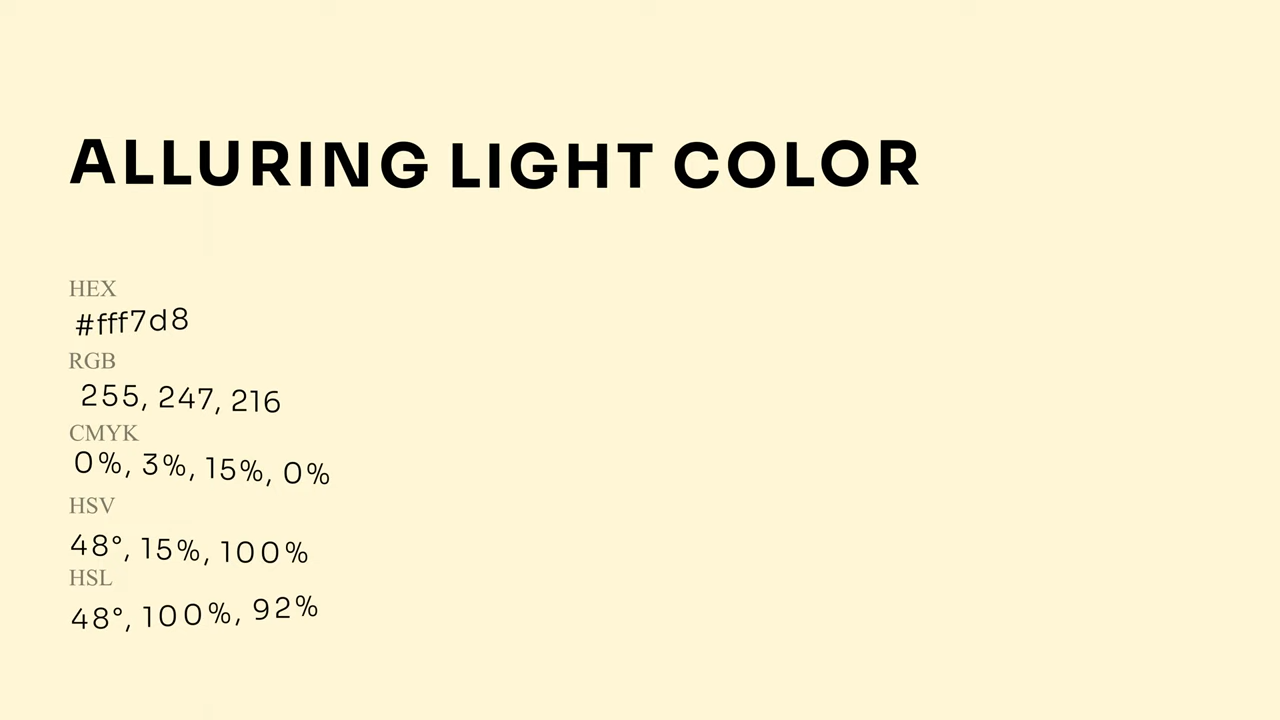 ALLURING LIGHT COLOR
HEX
#fff7d8
RGB
255, 247, 216
CMYK
0%, 3%, 15%, 0%
HSV
48°, 15%, 100%
HSL
48°, 100%, 92%